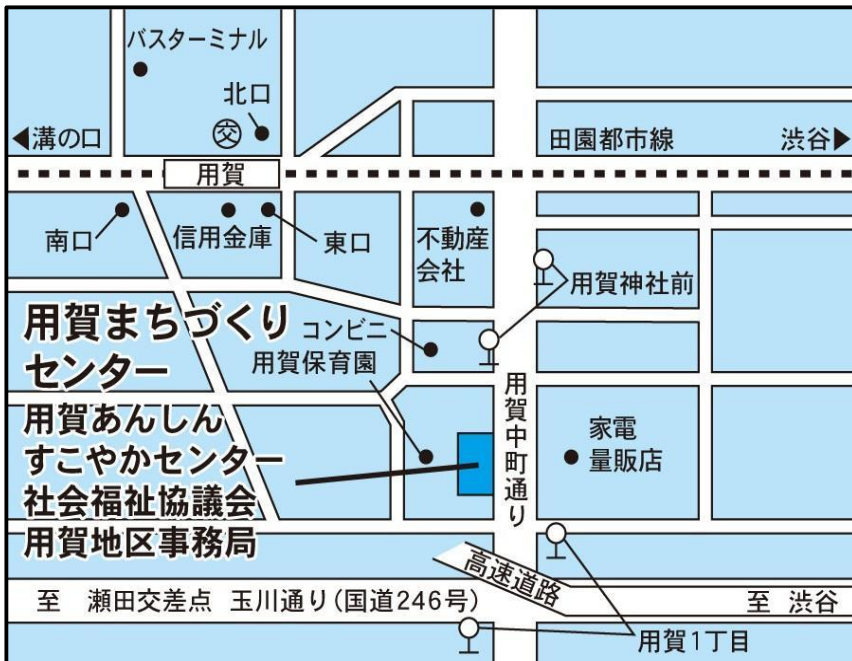 バスターミナル
北口
交
◀溝の口
田園都市線
渋谷▶
用賀
南口
信用金庫
東口
不動産
会社
用賀神社前
用賀まちづくり
センター
コンビニ
用賀保育園
用賀中町通り
家電
量販店
用賀あんしん
すこやかセンター
社会福祉協議会
用賀地区事務局
高速道路
至 瀬田交差点 玉川通り(国道246号)
至 渋谷
用賀1丁目